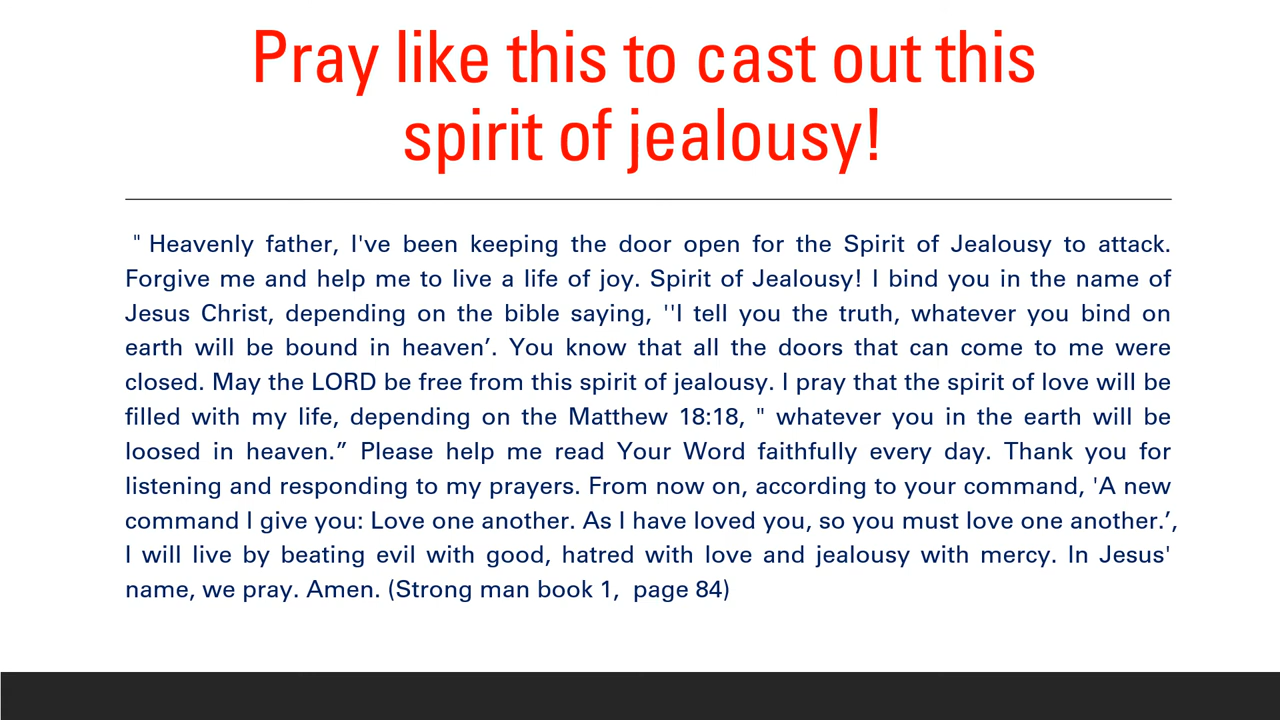 Pray like this to cast out this
spirit of jealousy!
" Heavenly father, I've been keeping the door open for the Spirit of Jealousy to attack.
Forgive me and help me to live a life of joy. Spirit of Jealousy! I bind you in the name of
Jesus Christ, depending on the bible saying, ''I tell you the truth, whatever you bind on
earth will be bound in heaven’. You know that all the doors that can come to me were
closed. May the LORD be free from this spirit of jealousy. I pray that the spirit of love will be
filled with my life, depending on the Matthew 18:18, " whatever you in the earth will be
loosed in heaven.” Please help me read Your Word faithfully every day. Thank you for
listening and responding to my prayers. From now on, according to your command, 'A new
command I give you: Love one another. As I have loved you, so you must love one another.’,
I will live by beating evil with good, hatred with love and jealousy with mercy. In Jesus'
name, we pray. Amen. (Strong man book 1,  page 84)